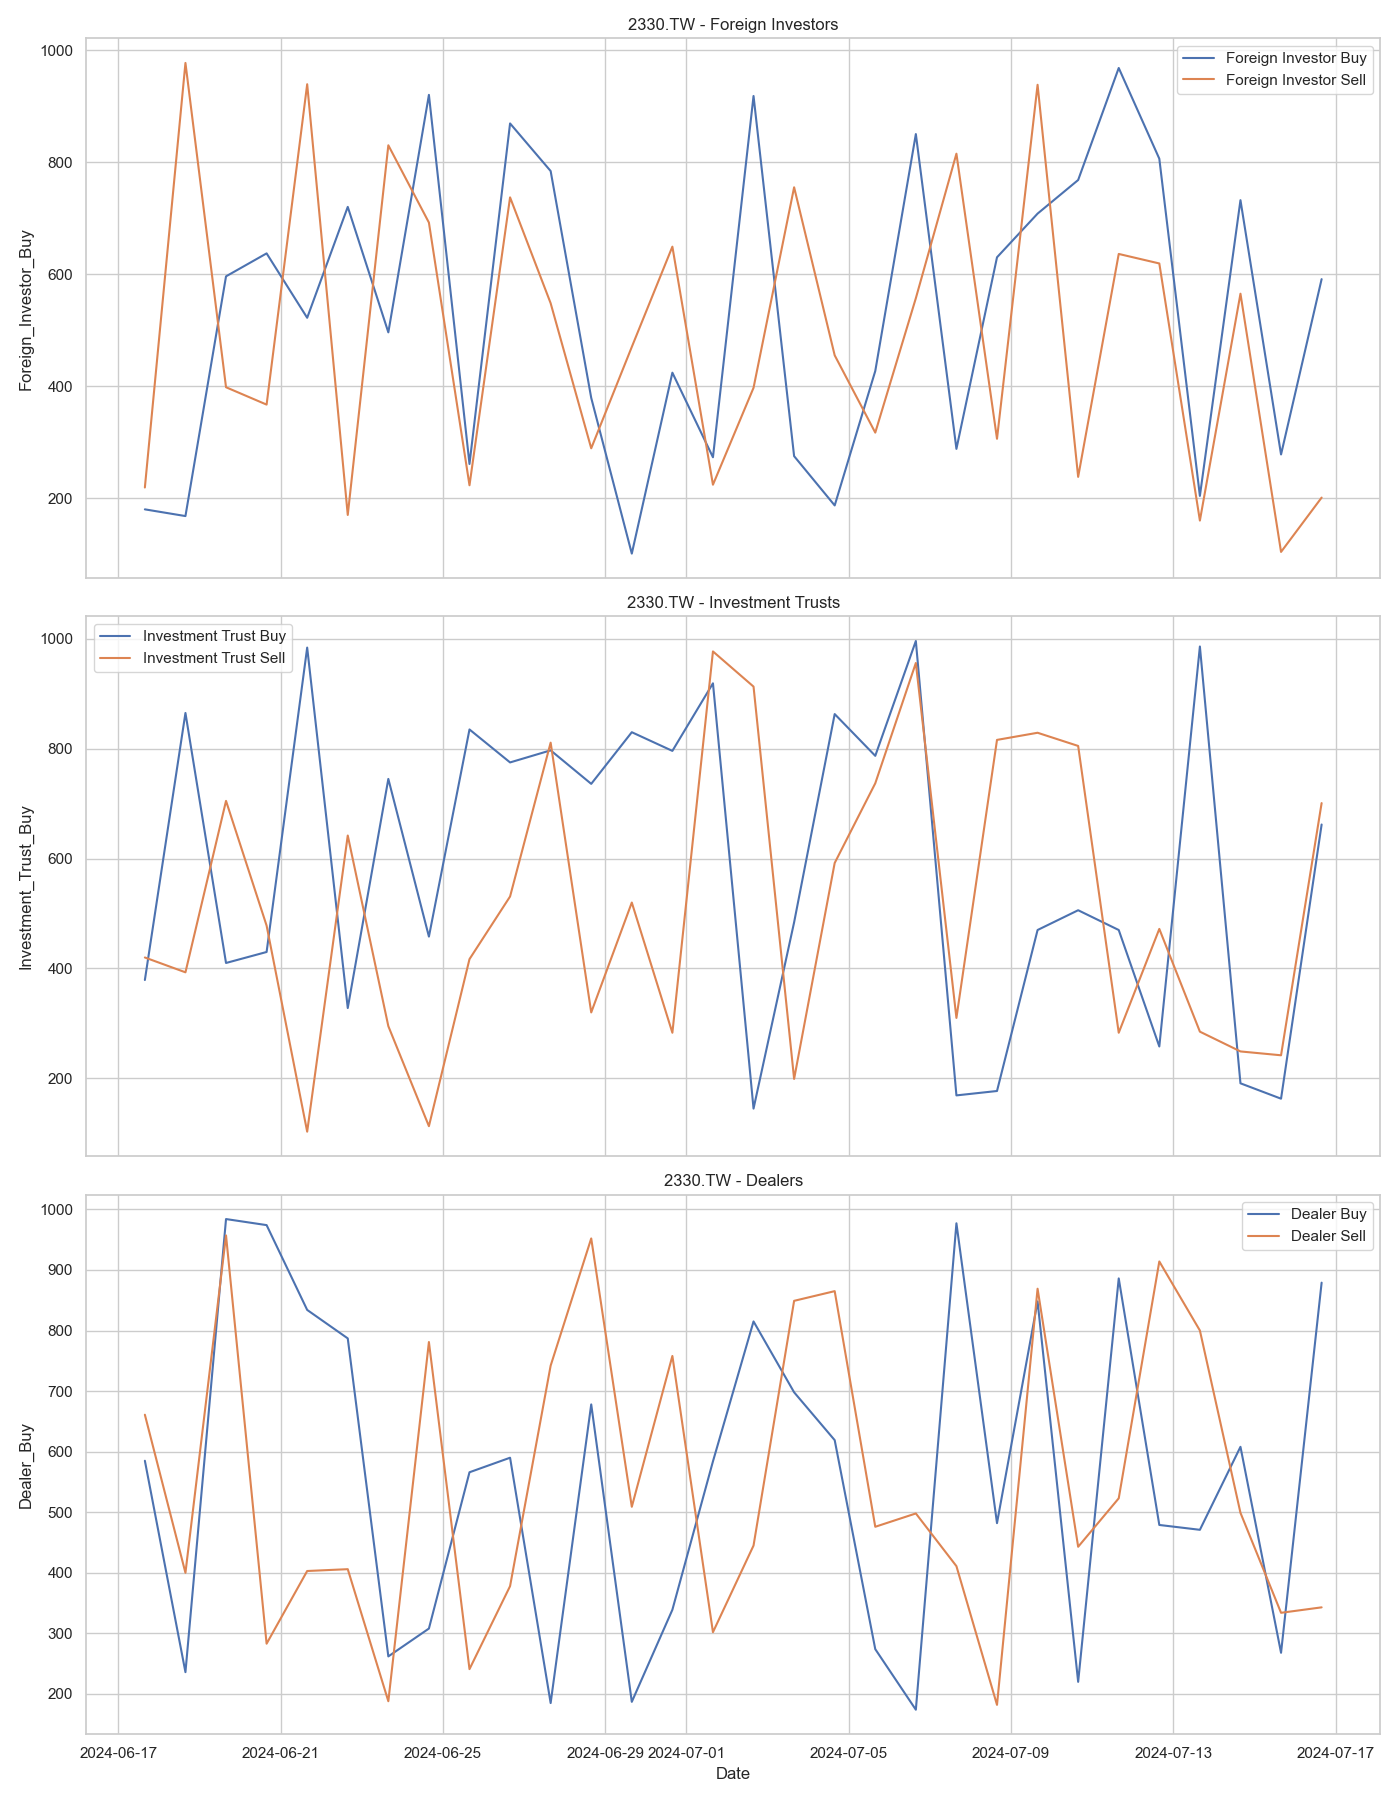 2330.TW - Foreign Investors
Foreign Investor Buy
Foreign Investor Sell
Foreign_Investor_Buy
1000
800
600
400
200
2330.TW - Investment Trusts
Investment Trust Buy
Investment Trust Sell
Investment_Trust_Buy
1000
800
600
400
200
2330.TW - Dealers
Dealer Buy
Dealer Sell
Dealer_Buy
1000
900
800
700
600
500
400
300
200
2024-06-17 2024-06-21 2024-06-25 2024-06-29 2024-07-01 2024-07-05 2024-07-09 2024-07-13 2024-07-17
Date